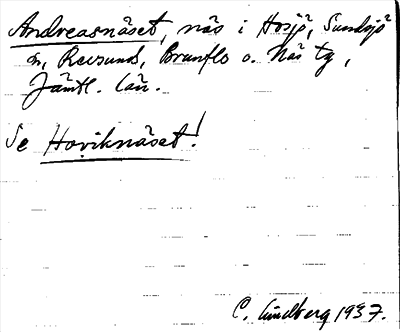 Andreasnäset, näs i Hosjö, Sundsjö
sn, Revsunds, Brunflo o. Näs tg,
Jämtl. län.
Se Hoviknäset!
C. Lindberg 1937.